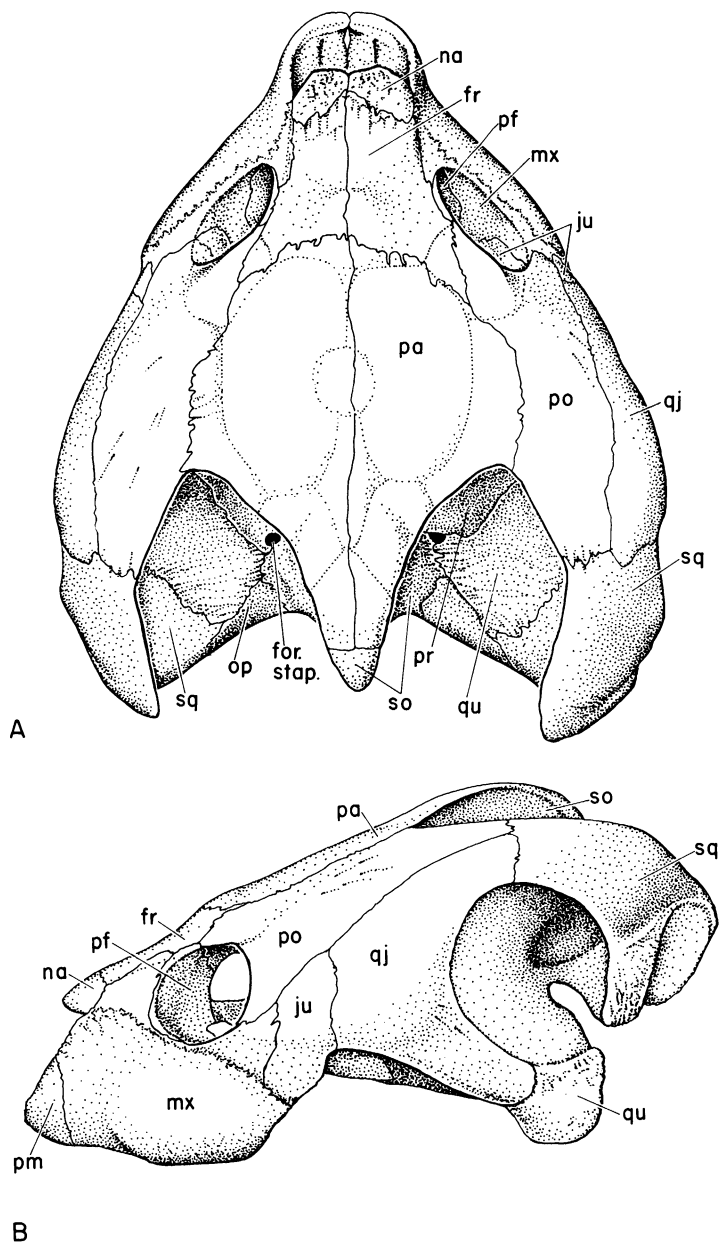 na
fr
pf
mx
ju
pa
po
qj
sq
for.
stap.
op
sq
so
pr
qu
A
pa
so
sq
fr
pf
po
qj
na
ju
mx
qu
pm
B